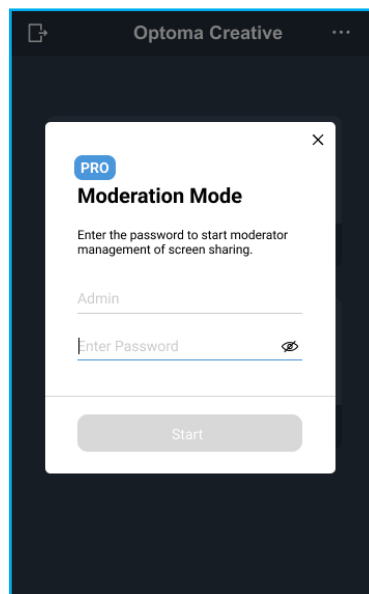 Optoma Creative
PRO
Moderation Mode
Enter the password to start moderator
management of screen sharing.
Admin
Enter Password
Start